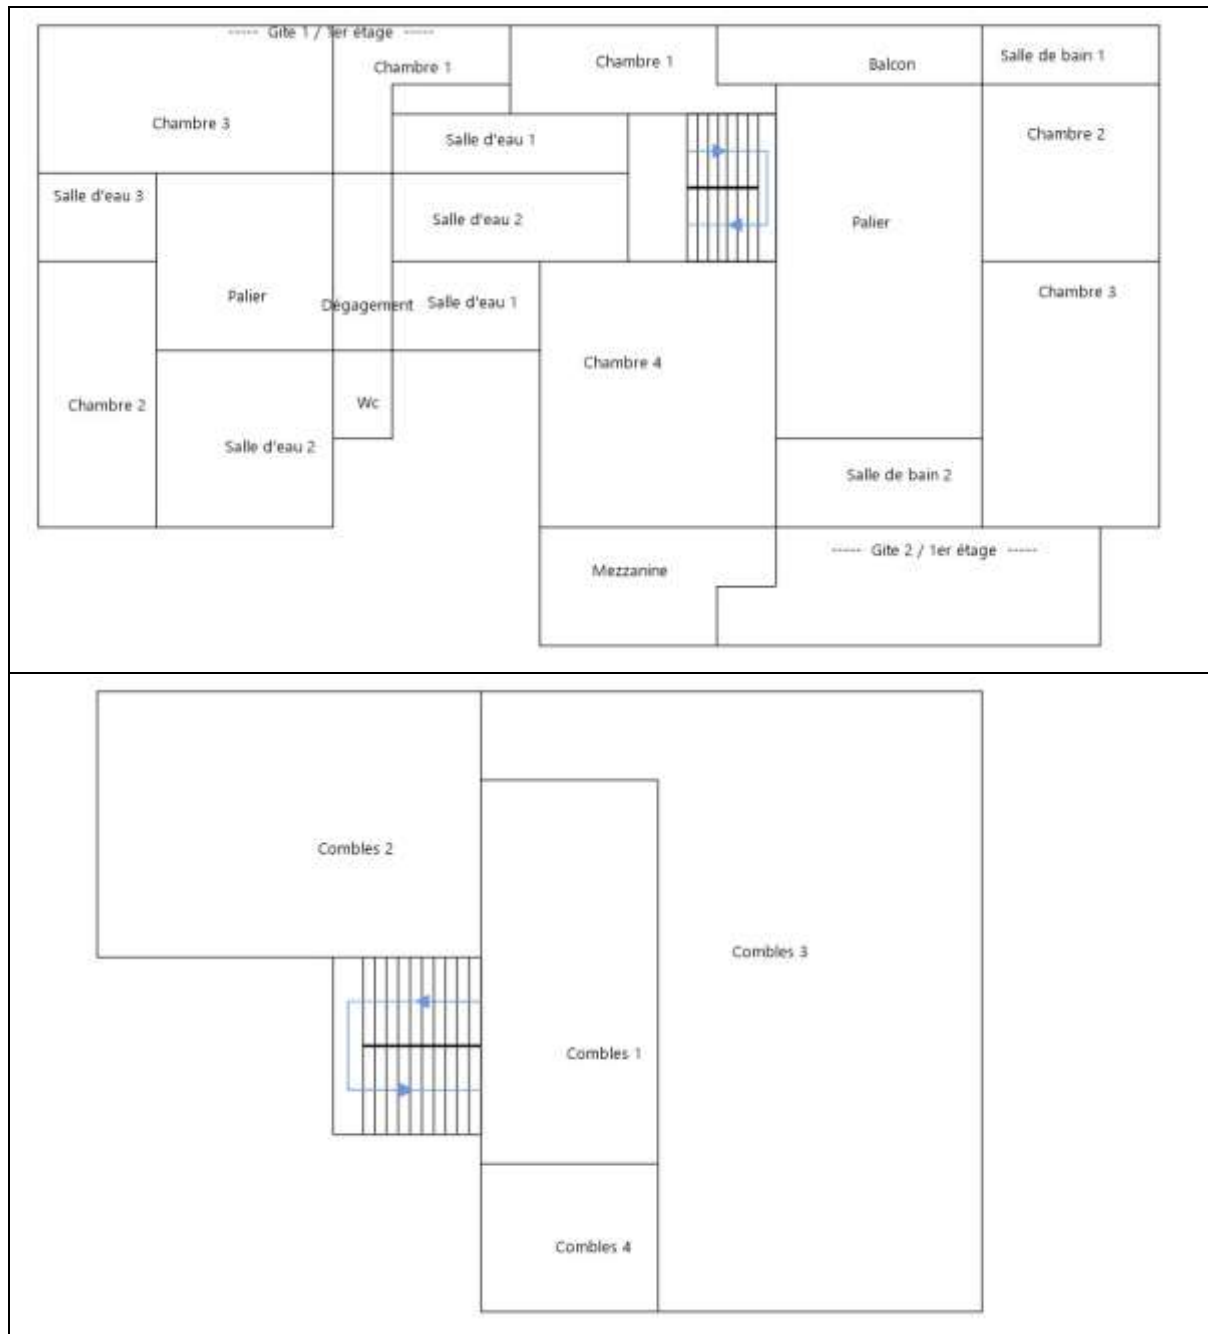 ----- Gite 1 / 1er étage -----
Chambre 1
Chambre 1
Balcon
Salle de bain 1
Chambre 3
Salle d'eau 1
Chambre 2
Salle d'eau 3
Salle d'eau 2
Palier
Palier
Dégagement
Salle d'eau 1
Chambre 3
Chambre 4
Chambre 2
Wc
Salle d'eau 2
Salle de bain 2
Mezzanine
----- Gite 2 / 1er étage -----
Combles 2
Combles 3
Combles 1
Combles 4